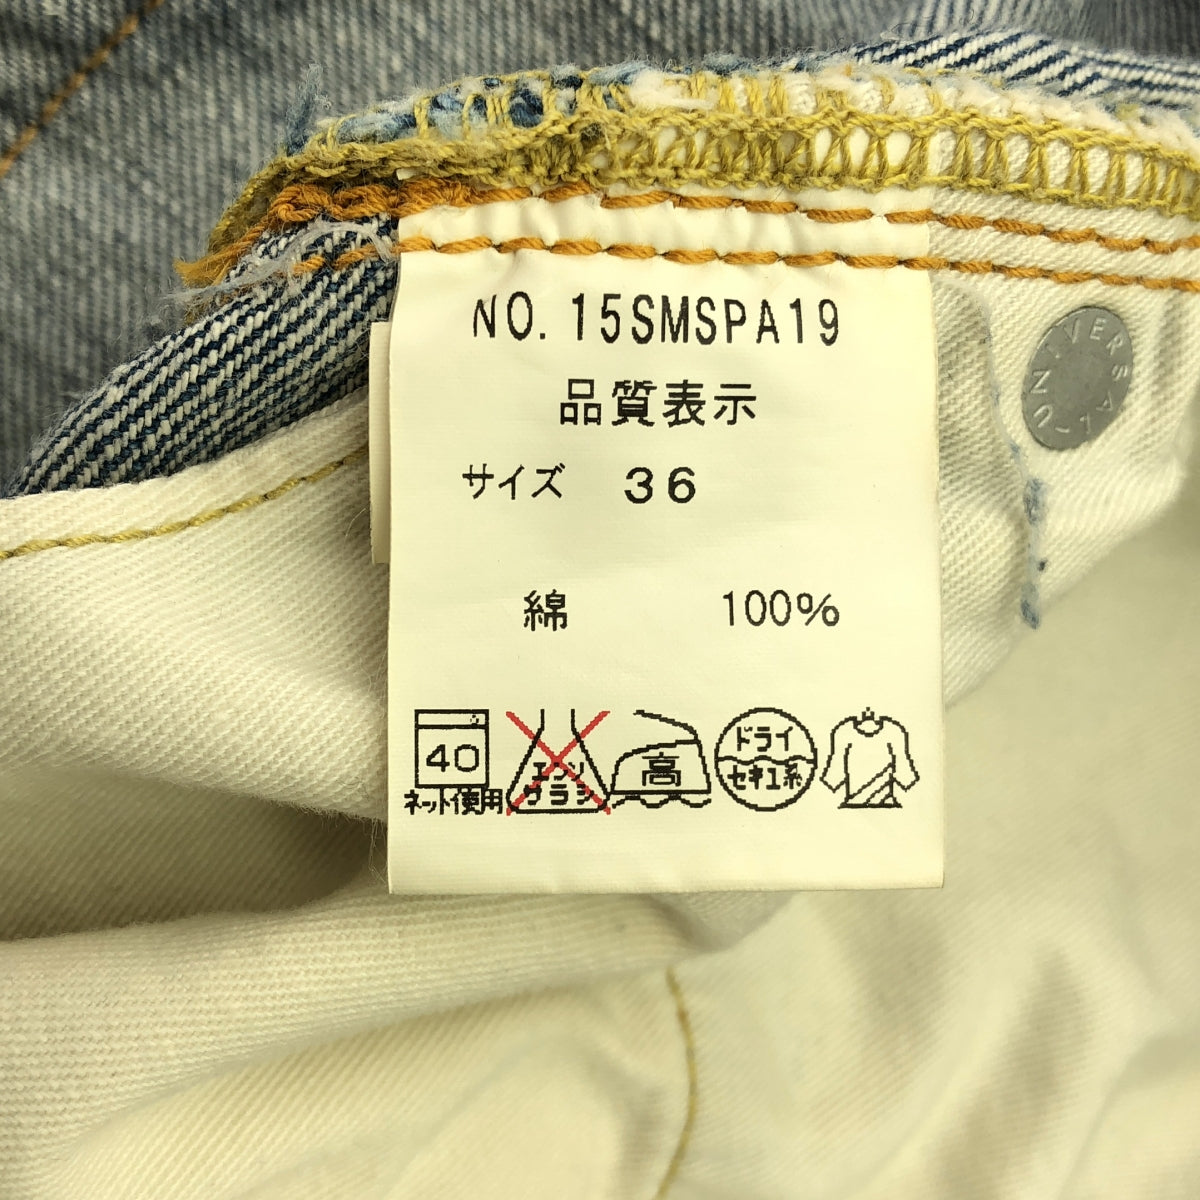 NO. 15SMSPA19
品質表示
サイズ 36
綿 100%
40
ネット使用
エンソ
サラシ
高
ドライ
セキユ系
UNIVERSAL